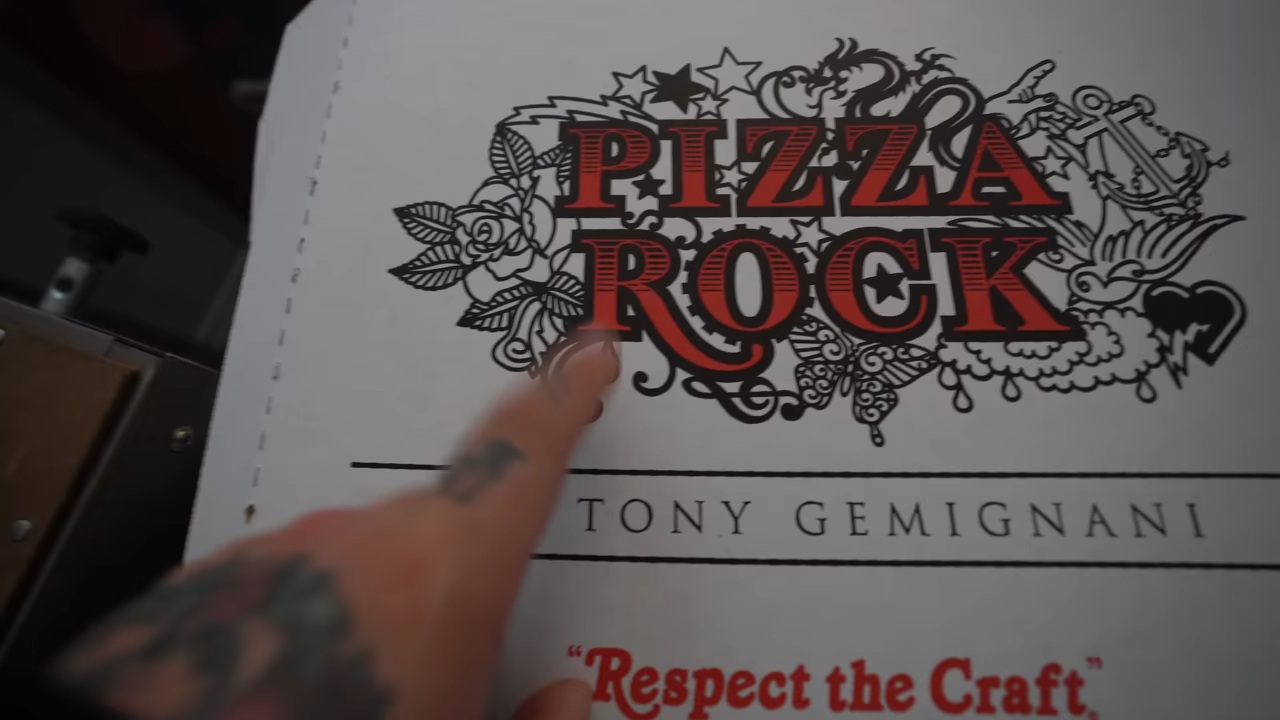 PIZZA
ROCK
TONY GEMIGNANI
"Respect the Craft."